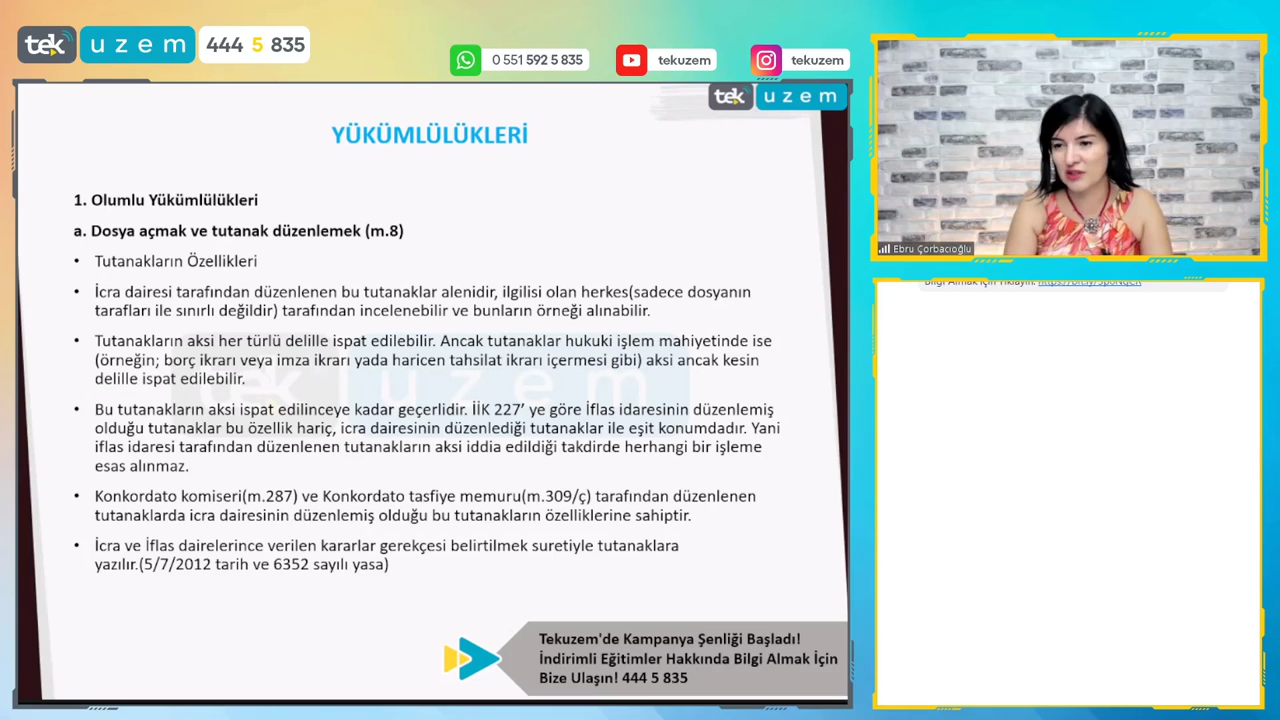 tek uzem 444 5 835
0 551 592 5 835
tekuzem
tekuzem
tek uzem
YÜKÜMLÜLÜKLERİ
1. Olumlu Yükümlülükleri
a. Dosya açmak ve tutanak düzenlemek (m.8)
• Tutanakların Özellikleri
• İcra dairesi tarafından düzenlenen bu tutanaklar alenidir, ilgilisi olan herkes(sadece dosyanın
tarafları ile sınırlı değildir) tarafından incelenebilir ve bunların örneği alınabilir.
• Tutanakların aksi her türlü delille ispat edilebilir. Ancak tutanaklar hukuki işlem mahiyetinde ise
(örneğin; borç ikrarı veya imza ikrarı yada haricen tahsilat ikrarı içermesi gibi) aksi ancak kesin
delille ispat edilebilir.
• Bu tutanakların aksi ispat edilinceye kadar geçerlidir. İİK 227’ ye göre İflas idaresinin düzenlemiş
olduğu tutanaklar bu özellik hariç, icra dairesinin düzenlediği tutanaklar ile eşit konumdadır. Yani
iflas idaresi tarafından düzenlenen tutanakların aksi iddia edildiği takdirde herhangi bir işleme
esas alınmaz.
• Konkordato komiseri(m.287) ve Konkordato tasfiye memuru(m.309/ç) tarafından düzenlenen
tutanaklarda icra dairesinin düzenlemiş olduğu bu tutanakların özelliklerine sahiptir.
• İcra ve İflas dairelerince verilen kararlar gerekçesi belirtilmek suretiyle tutanaklara
yazılır.(5/7/2012 tarih ve 6352 sayılı yasa)
tek uzem
Tekuzem'de Kampanya Şenliği Başladı!
İndirimli Eğitimler Hakkında Bilgi Almak İçin
Bize Ulaşın! 444 5 835
Ebru Çorbacıoğlu
Bilgi Almak İçin Tıklayın: